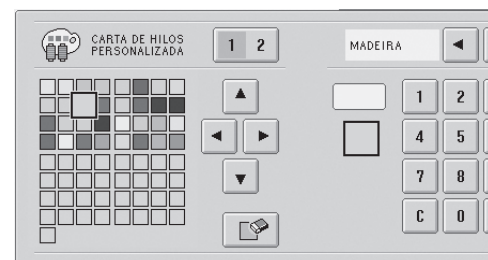 CARTA DE HILOS
PERSONALIZADA
1 2
MADEIRA
1 2
4 5
7 8
C 0